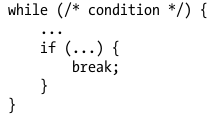 while (/* condition */) {
    ...
    if (...) {
        break;
    }
}